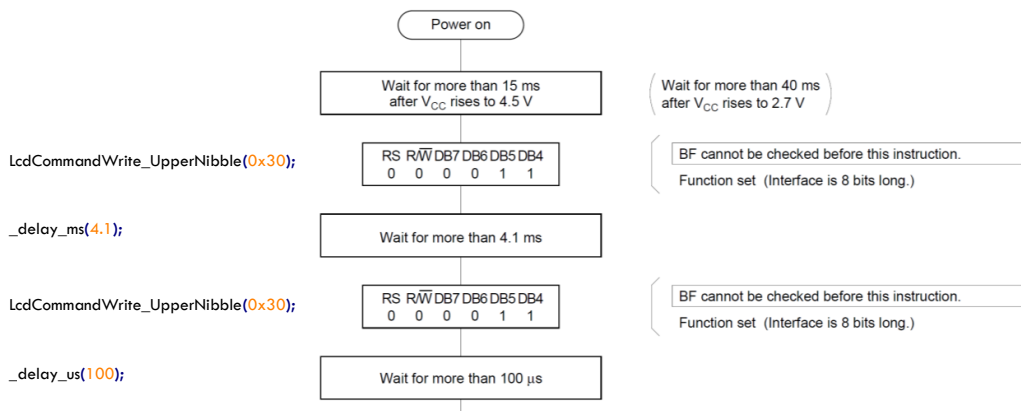 Power on
Wait for more than 15 ms
after VCC rises to 4.5 V
Wait for more than 40 ms
after VCC rises to 2.7 V
LcdCommandWrite_UpperNibble(0x30);
RS R/W̅ DB7 DB6 DB5 DB4
0 0 0 0 1 1
BF cannot be checked before this instruction.
Function set (Interface is 8 bits long.)
_delay_ms(4.1);
Wait for more than 4.1 ms
LcdCommandWrite_UpperNibble(0x30);
RS R/W̅ DB7 DB6 DB5 DB4
0 0 0 0 1 1
BF cannot be checked before this instruction.
Function set (Interface is 8 bits long.)
_delay_us(100);
Wait for more than 100 μs